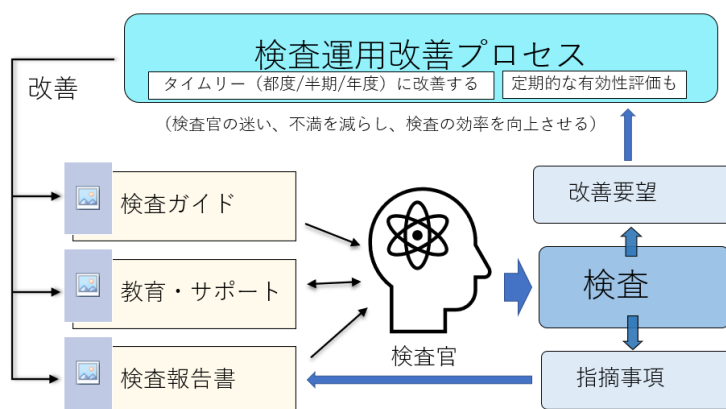 検査運用改善プロセス
タイムリー（都度/半期/年度）に改善する
定期的な有効性評価も
改善
（検査官の迷い、不満を減らし、検査の効率を向上させる）
検査ガイド
改善要望
教育・サポート
検査
検査官
検査報告書
指摘事項